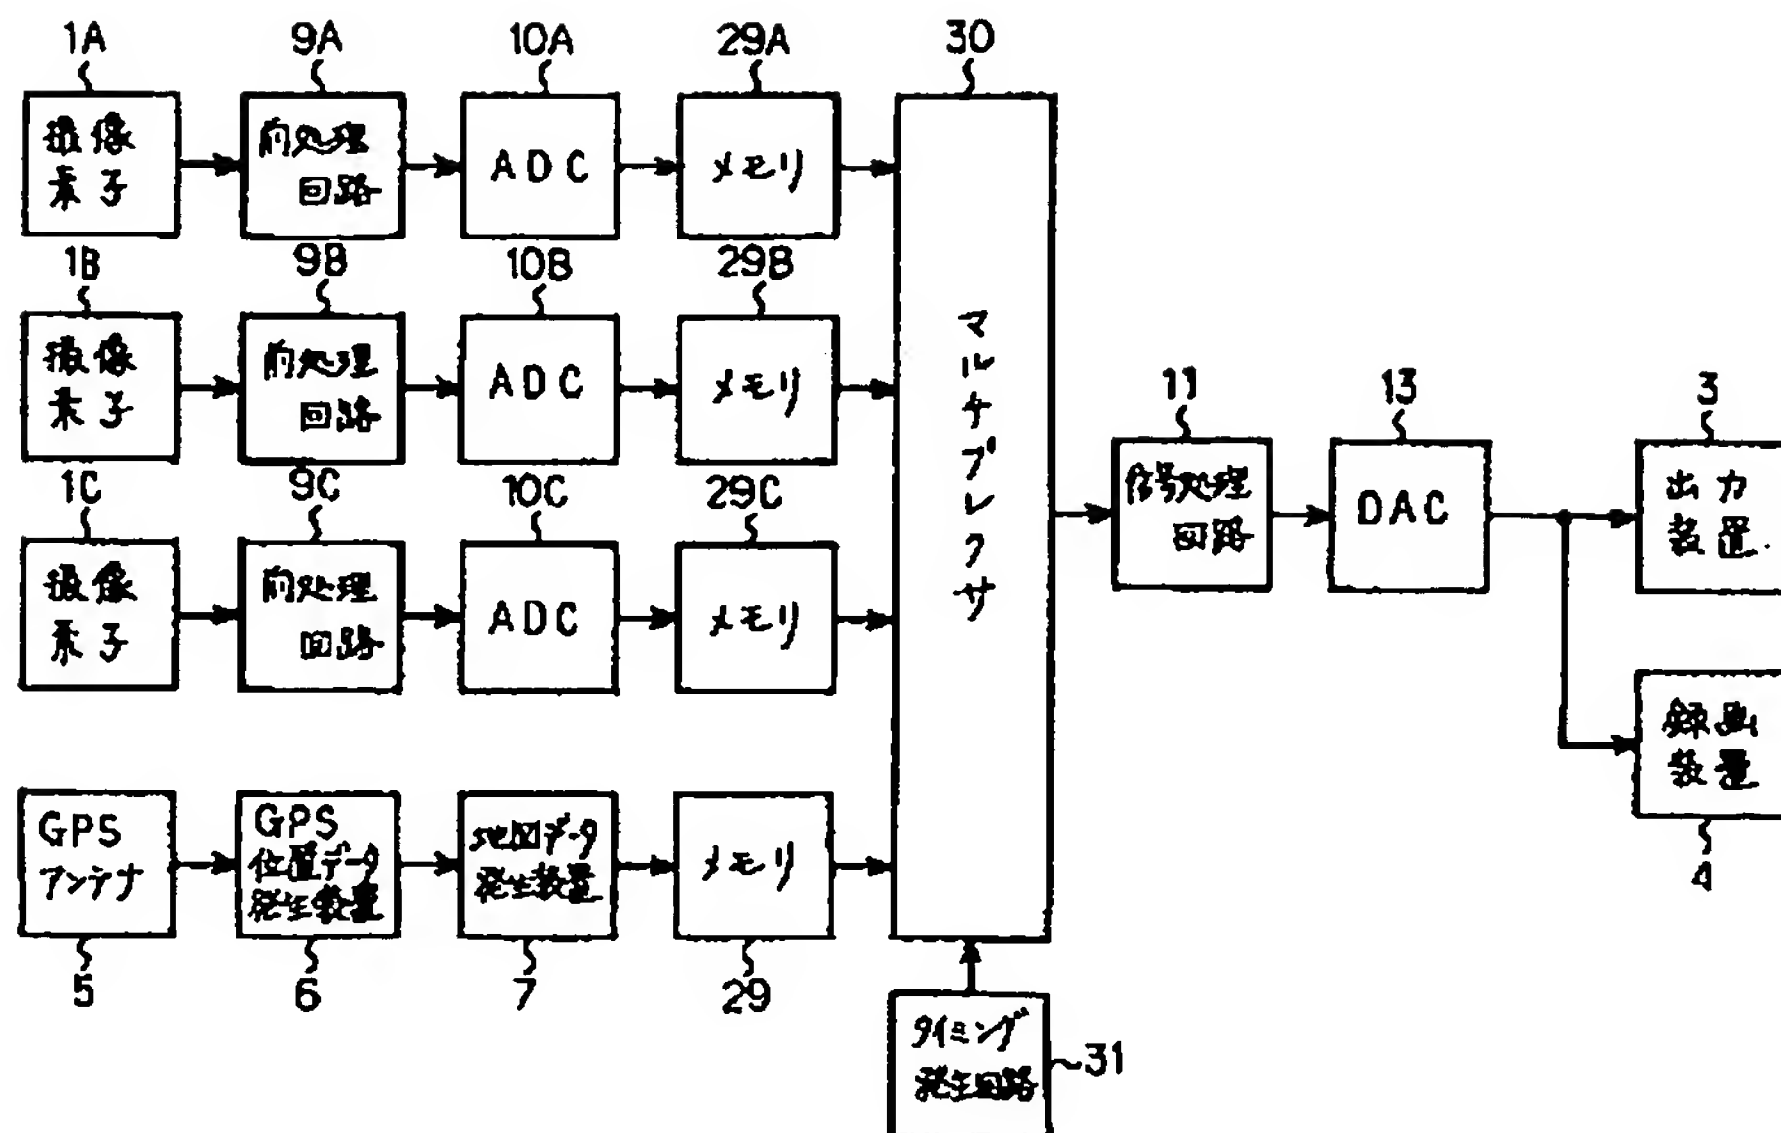 1A 9A 10A 29A 30
撮像
素子
前処理
回路
ADC
メモリ
1B 9B 10B 29B
撮像
素子
前処理
回路
ADC
メモリ
1C 9C 10C 29C
撮像
素子
前処理
回路
ADC
メモリ
マルチプレクサ
11 13 3
信号処理
回路
DAC
出力
装置
録画
装置
4
GPS
アンテナ
GPS
位置データ
発生装置
地図データ
発生装置
メモリ
5 6 7 29
タイミング
発生回路
31